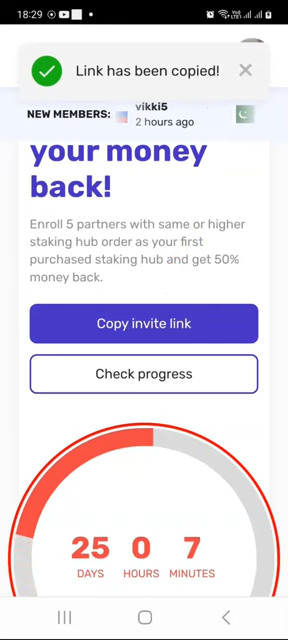 18:29
Link has been copied!
NEW MEMBERS:
vikki5
2 hours ago
your money
back!
Enroll 5 partners with same or higher
staking hub order as your first
purchased staking hub and get 50%
money back.
Copy invite link
Check progress
25 0 7
DAYS HOURS MINUTES